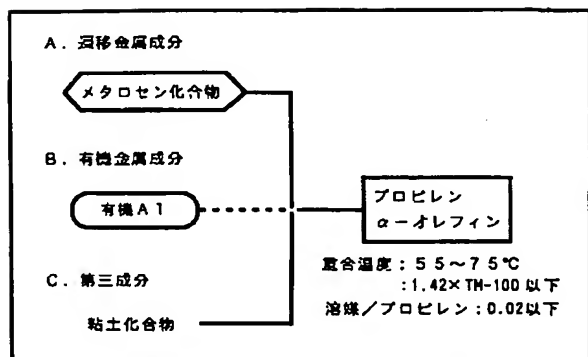 A. 遷移金属成分
メタロセン化合物
B. 有機金属成分
有機Al
プロピレン
α-オレフィン
重合温度：55～75℃
：1.42×TM-100以下
溶媒／プロピレン：0.02以下
C. 第三成分
粘土化合物